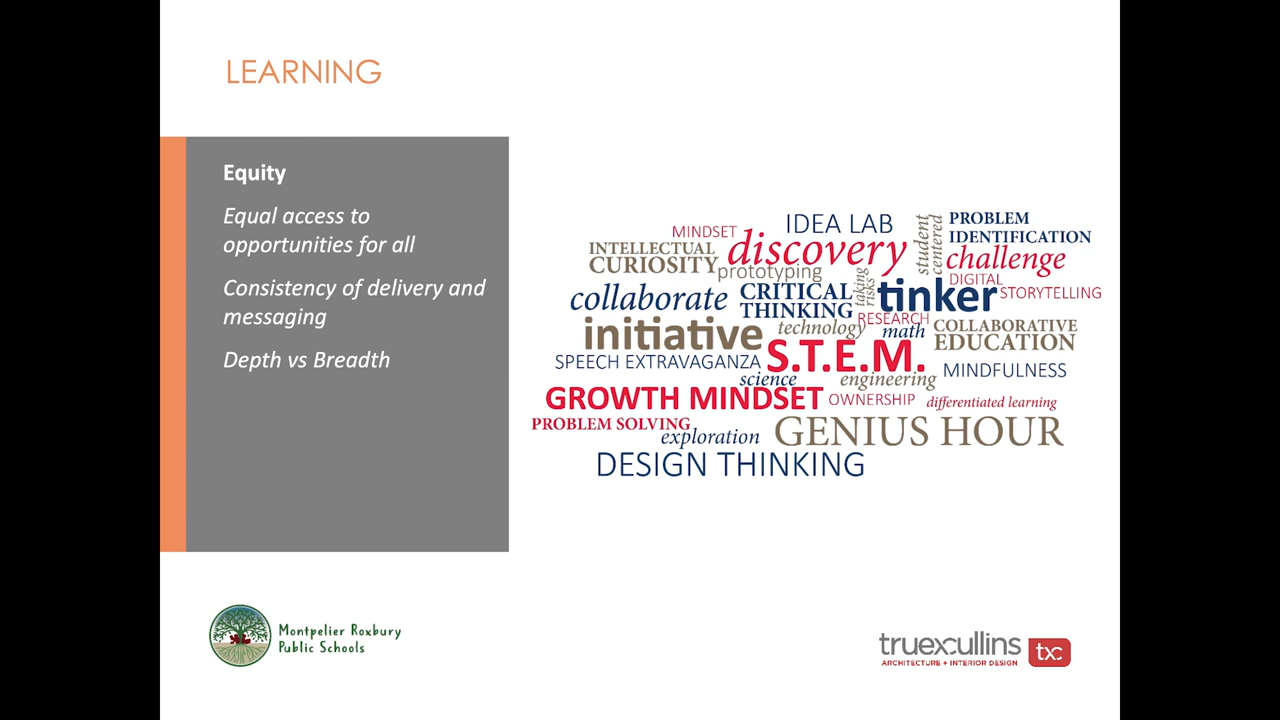 LEARNING
Equity
Equal access to
opportunities for all
Consistency of delivery and
messaging
Depth vs Breadth
IDEA LAB
MINDSET
discovery
INTELLECTUAL
CURIOSITY
prototyping
student
centered
PROBLEM
IDENTIFICATION
challenge
DIGITAL
STORYTELLING
collaborate
CRITICAL
THINKING
taking
risks
tinker
initiative
technology
RESEARCH
math
COLLABORATIVE
EDUCATION
SPEECH EXTRAVAGANZA
S.T.E.M.
science
engineering
MINDFULNESS
GROWTH MINDSET
OWNERSHIP
differentiated learning
PROBLEM SOLVING
exploration
GENIUS HOUR
DESIGN THINKING
Montpelier Roxbury
Public Schools
truexcullins
ARCHITECTURE + INTERIOR DESIGN
txc